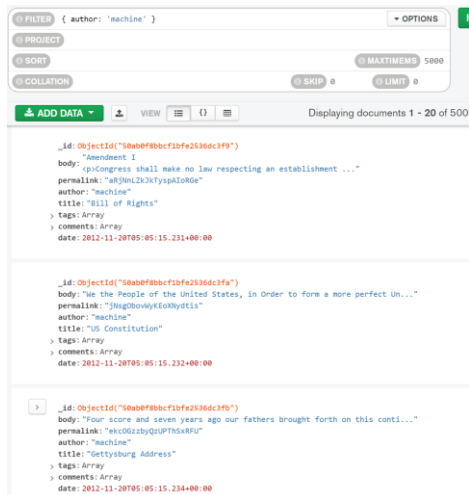 FILTER { author: 'machine' } OPTIONS
PROJECT
SORT MAXTIMEMS 5000
COLLATION SKIP 0 LIMIT 0
ADD DATA VIEW {} Displaying documents 1 - 20 of 500
_id: ObjectId("50ab0f8bbcf1bfe2536dc3f9")
"Amendment I
body: <p>Congress shall make no law respecting an establishment ..."
permalink: "aRjNnLZkJkTyspAIoRGe"
author: "machine"
title: "Bill of Rights"
tags: Array
comments: Array
date: 2012-11-20T05:05:15.231+00:00
_id: ObjectId("50ab0f8bbcf1bfe2536dc3fa")
body: "We the People of the United States, in Order to form a more perfect Un..."
permalink: "jNsgObovWyKEoXNydtis"
author: "machine"
title: "US Constitution"
tags: Array
comments: Array
date: 2012-11-20T05:05:15.232+00:00
_id: ObjectId("50ab0f8bbcf1bfe2536dc3fb")
body: "Four score and seven years ago our fathers brought forth on this conti..."
permalink: "ekcOGzzbyQzUPThSxRFU"
author: "machine"
title: "Gettysburg Address"
tags: Array
comments: Array
date: 2012-11-20T05:05:15.234+00:00